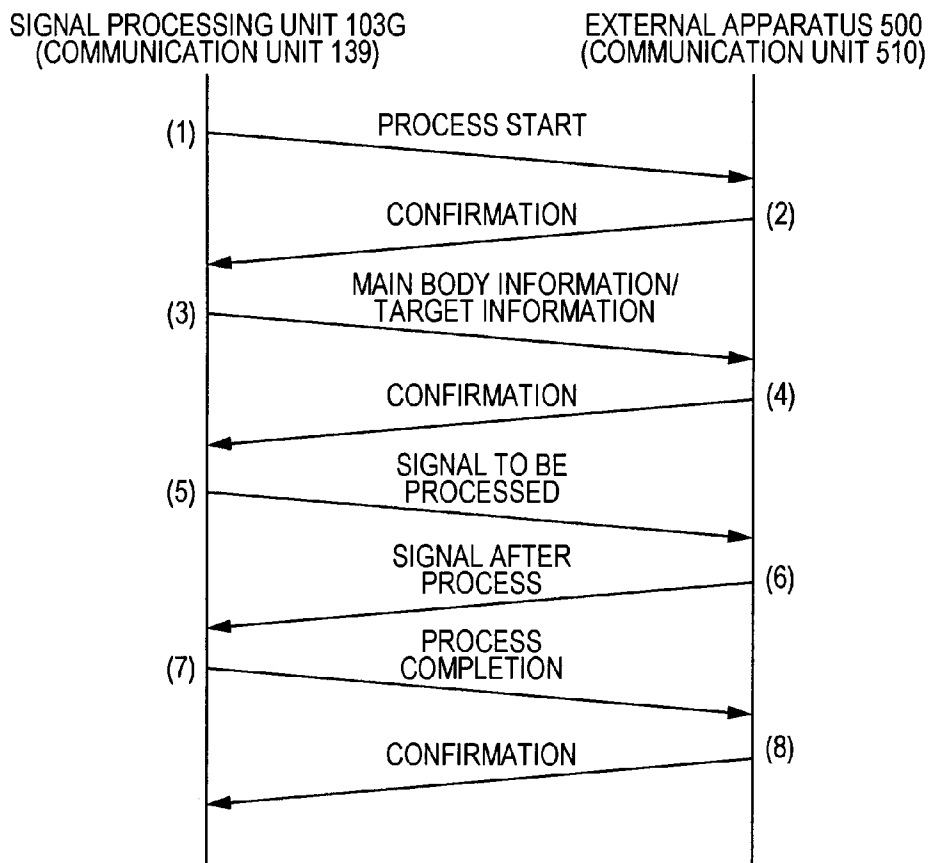 SIGNAL PROCESSING UNIT 103G
(COMMUNICATION UNIT 139)
EXTERNAL APPARATUS 500
(COMMUNICATION UNIT 510)
(1)
PROCESS START
CONFIRMATION
(2)
MAIN BODY INFORMATION/
TARGET INFORMATION
(3)
CONFIRMATION
(4)
SIGNAL TO BE
PROCESSED
(5)
SIGNAL AFTER
PROCESS
(6)
PROCESS
COMPLETION
(7)
CONFIRMATION
(8)